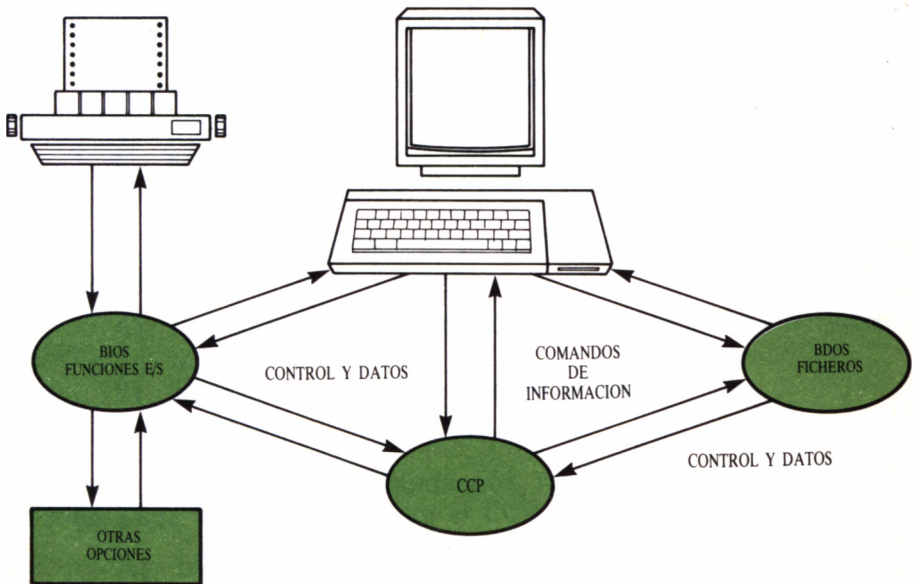 BIOS
FUNCIONES E/S
CONTROL Y DATOS
COMANDOS
DE
INFORMACION
BDOS
FICHEROS
CCP
CONTROL Y DATOS
OTRAS
OPCIONES